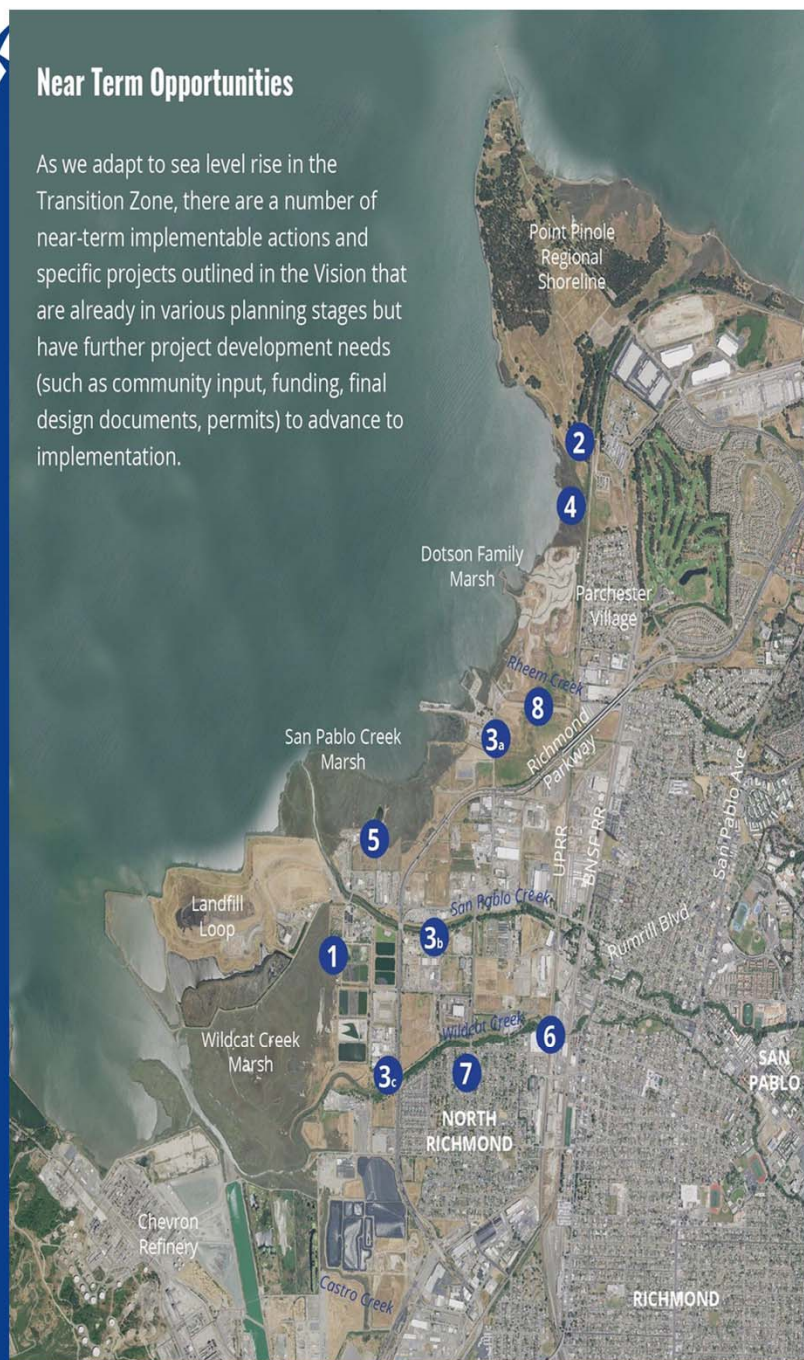 Near Term Opportunities
As we adapt to sea level rise in the
Transition Zone, there are a number of
near-term implementable actions and
specific projects outlined in the Vision that
are already in various planning stages but
have further project development needs
(such as community input, funding, final
design documents, permits) to advance to
implementation.
Point Pinole
Regional
Shoreline
2
4
Dotson Family
Marsh
Parchester
Village
Rheem Creek
8
3a
Richmond
Parkway
San Pablo Creek
Marsh
5
UPRR
BNSF RR
San Pablo Ave
Landfill
Loop
San Pablo Creek
3b
Rumrill Blvd
1
Wildcat Creek
Marsh
Wildcat Creek
6
3c
7
SAN
PABLO
NORTH
RICHMOND
Chevron
Refinery
Castro Creek
RICHMOND